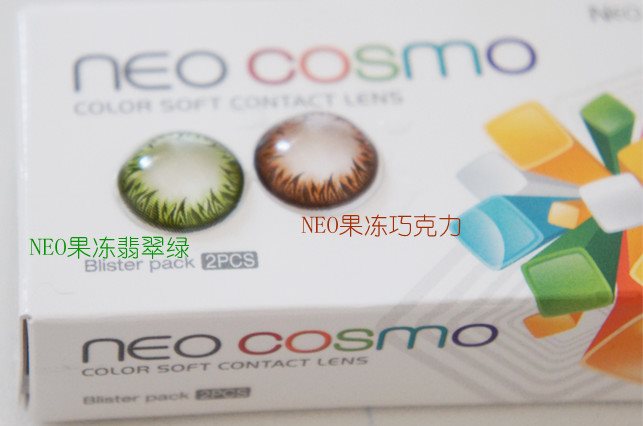 NEO
neo cosmo
COLOR SOFT CONTACT LENS
NEO果冻巧克力
NEO果冻翡翠绿
Blister pack 2PCS
neo cosmo
COLOR SOFT CONTACT LENS
Blister pack 2PCS